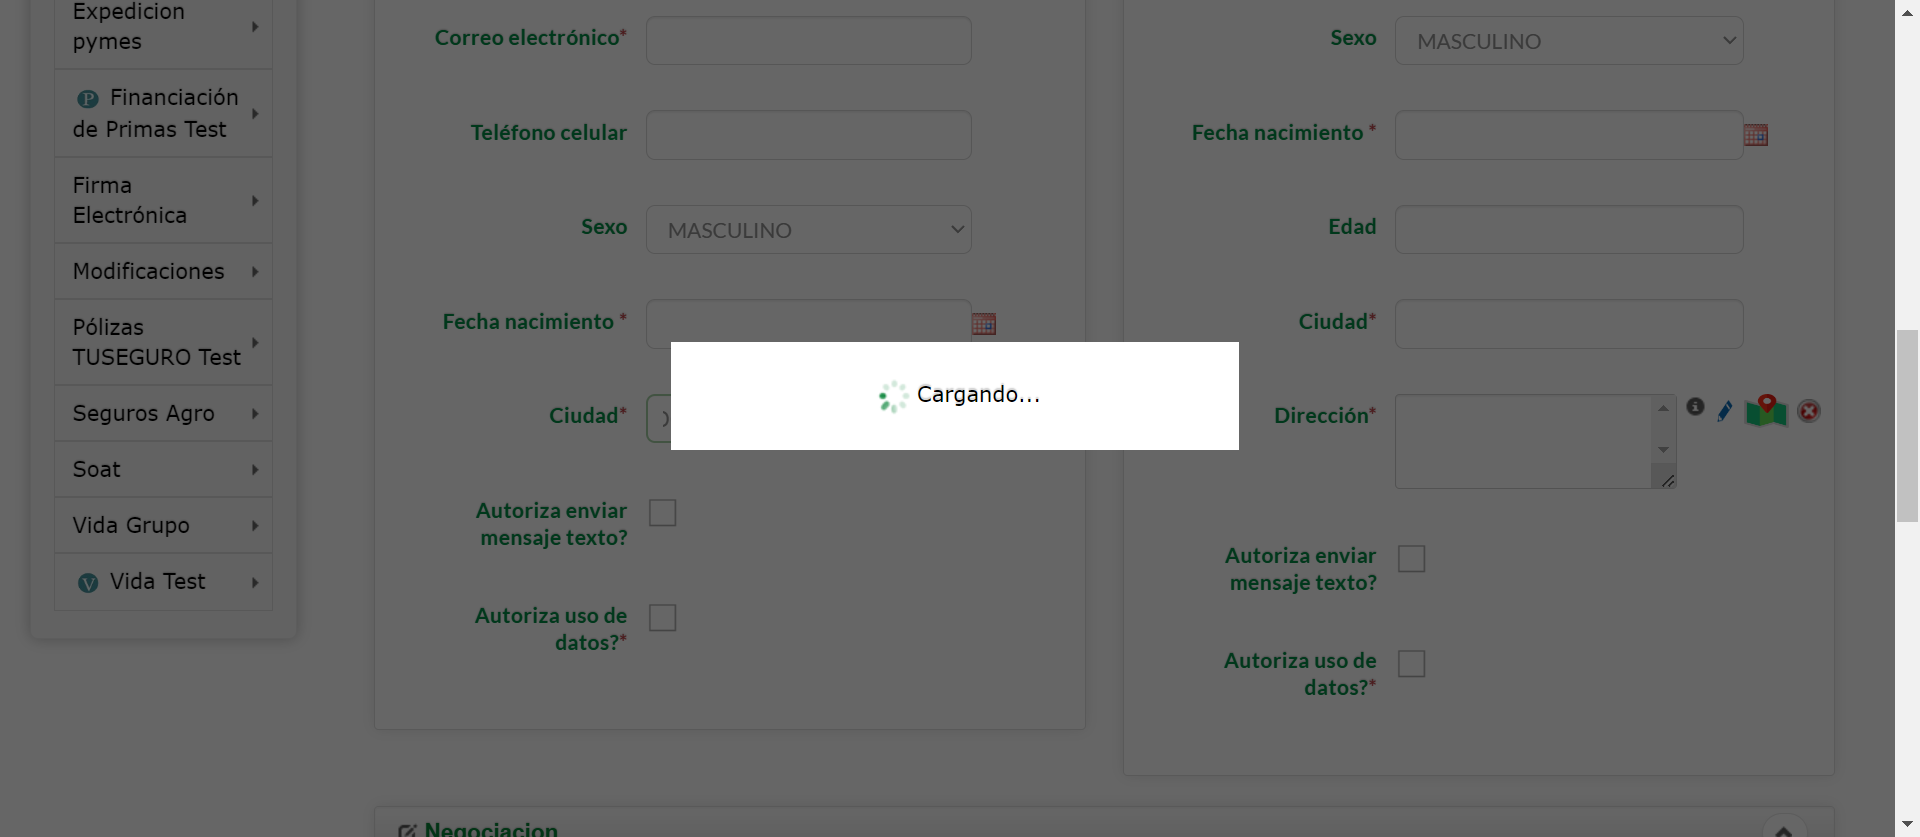 Expedicion
pymes
Financiación
de Primas Test
Firma
Electrónica
Modificaciones
Pólizas
TUSEGURO Test
Seguros Agro
Soat
Vida Grupo
Vida Test
Correo electrónico*
Teléfono celular
Sexo MASCULINO
Fecha nacimiento *
Ciudad*
Autoriza enviar
mensaje texto?
Autoriza uso de
datos?*
Cargando...
Sexo MASCULINO
Fecha nacimiento *
Edad
Ciudad*
Dirección*
Autoriza enviar
mensaje texto?
Autoriza uso de
datos?*
Negociacion